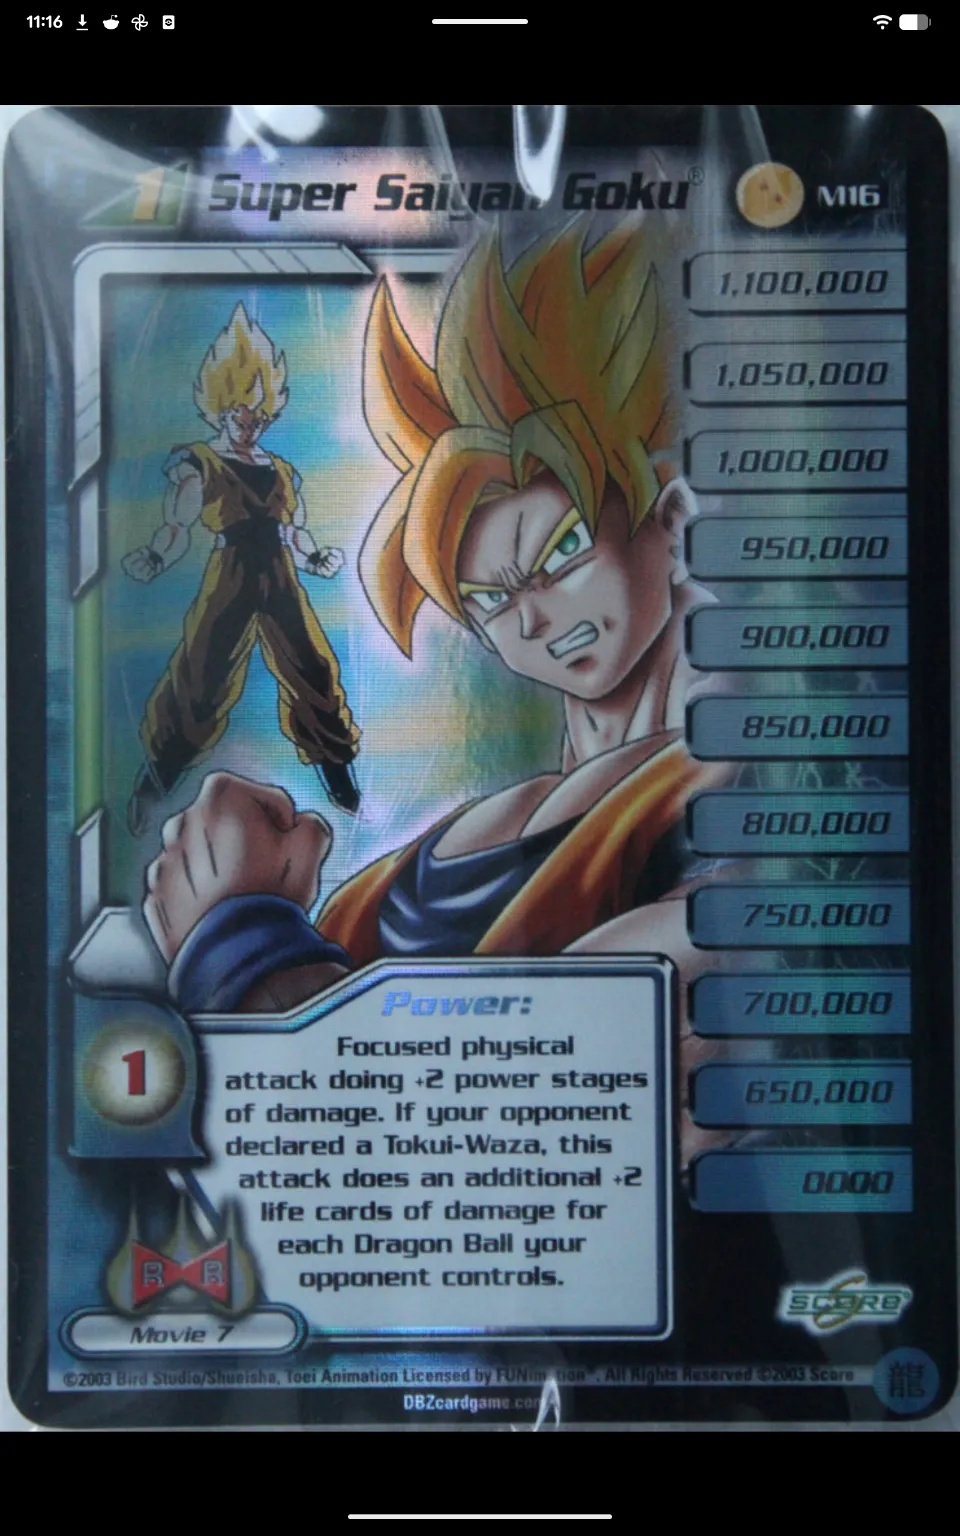 11:16
1 Super Saiyan Goku® M16
1,100,000
1,050,000
1,000,000
950,000
900,000
850,000
800,000
750,000
700,000
650,000
0000
Power:
1
Focused physical
attack doing +2 power stages
of damage. If your opponent
declared a Tokui-Waza, this
attack does an additional +2
life cards of damage for
each Dragon Ball your
opponent controls.
R R
Movie 7
SCORE®
©2003 Bird Studio/Shueisha, Toei Animation Licensed by FUNimation™. All Rights Reserved ©2003 Score
龍
DBZcardgame.com